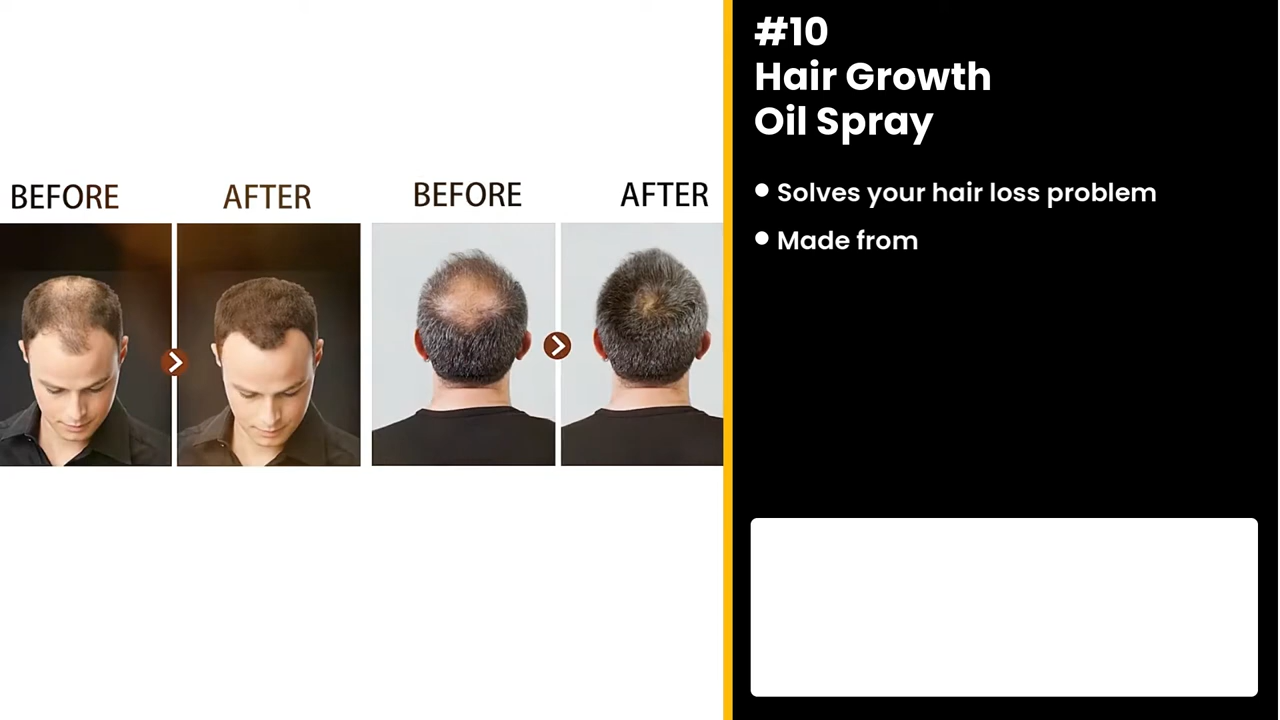 BEFORE
AFTER
BEFORE
AFTER
#10
Hair Growth
Oil Spray
Solves your hair loss problem
Made from